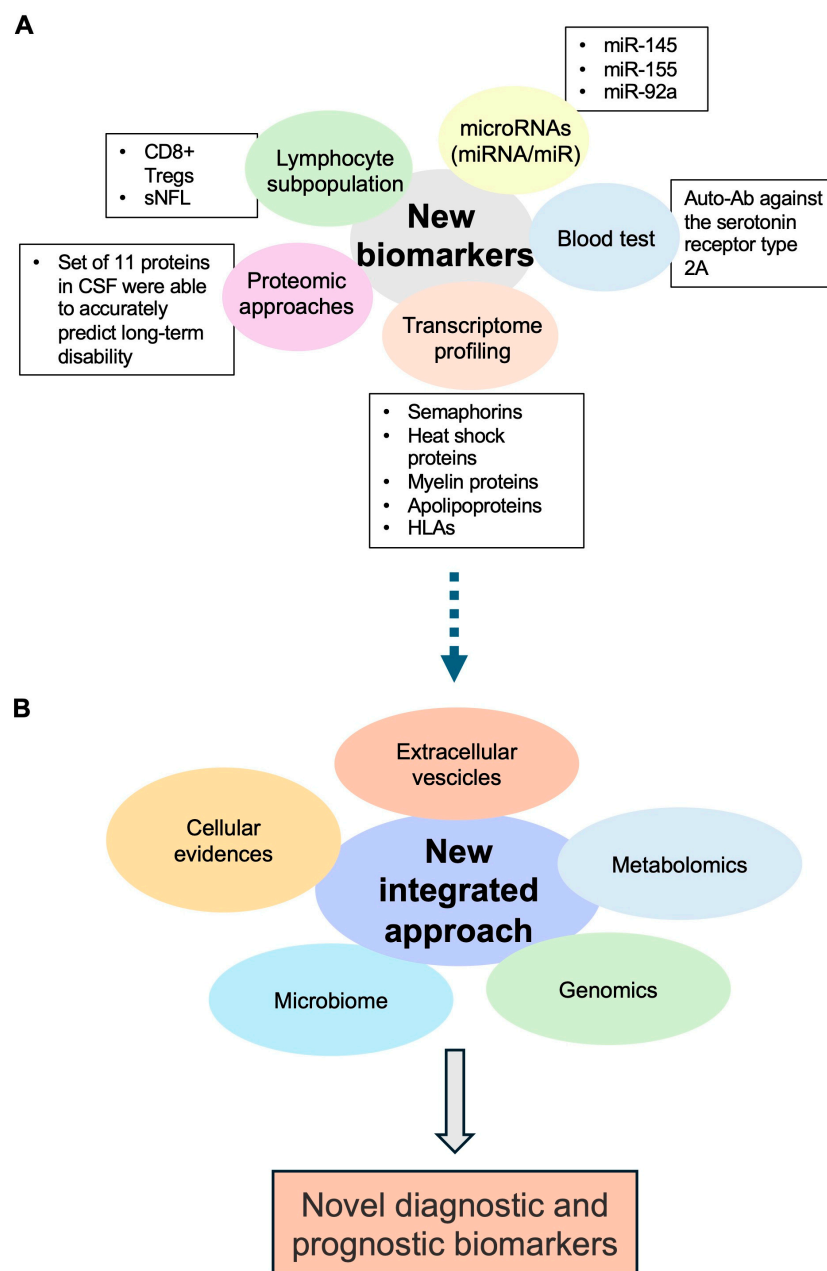 A
• miR-145
• miR-155
• miR-92a
microRNAs
(miRNA/miR)
• CD8+
Tregs
• sNFL
Lymphocyte
subpopulation
New
biomarkers
Blood test
Auto-Ab against
the serotonin
receptor type
2A
• Set of 11 proteins
in CSF were able
to accurately
predict long-term
disability
Proteomic
approaches
Transcriptome
profiling
• Semaphorins
• Heat shock
proteins
• Myelin proteins
• Apolipoproteins
• HLAs
B
Extracellular
vescicles
Cellular
evidences
New
integrated
approach
Metabolomics
Microbiome
Genomics
Novel diagnostic and
prognostic biomarkers